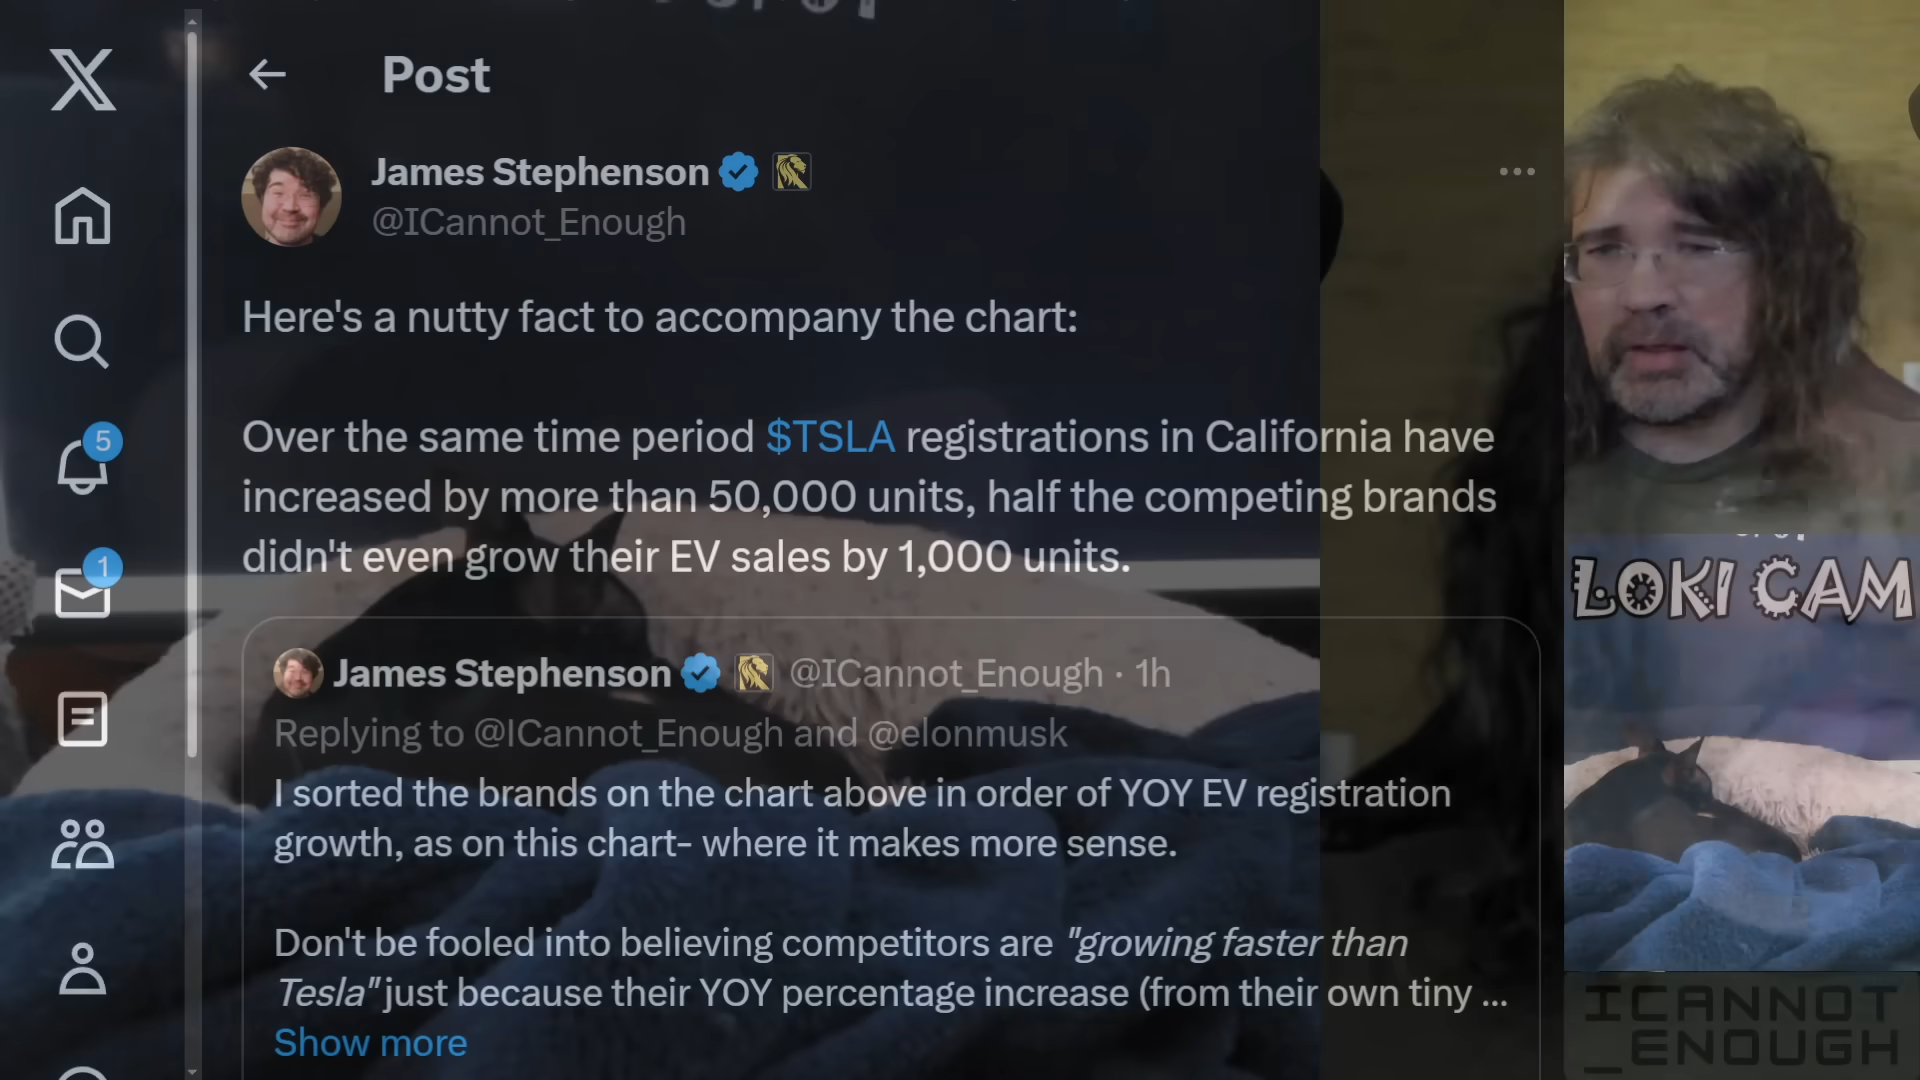 Post
James Stephenson
@ICannot_Enough
Here's a nutty fact to accompany the chart:
Over the same time period $TSLA registrations in California have
increased by more than 50,000 units, half the competing brands
didn't even grow their EV sales by 1,000 units.
5
1
James Stephenson @ICannot_Enough · 1h
Replying to @ICannot_Enough and @elonmusk
I sorted the brands on the chart above in order of YOY EV registration
growth, as on this chart- where it makes more sense.
Don't be fooled into believing competitors are "growing faster than
Tesla" just because their YOY percentage increase (from their own tiny ...
Show more
LOKI CAM
ICANNOT
_ENOUGH